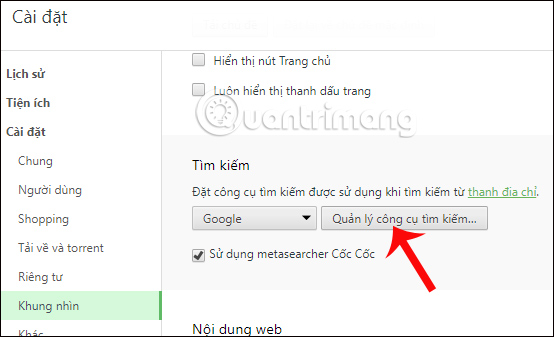 Cài đặt
Lịch sử
Tiện ích
Cài đặt
Chung
Người dùng
Shopping
Tải về và torrent
Riêng tư
Khung nhìn
Khác
Hiển thị nút Trang chủ
Luôn hiển thị thanh dấu trang
Quantrimang
Tìm kiếm
Đặt công cụ tìm kiếm được sử dụng khi tìm kiếm từ thanh địa chỉ.
Google
Quản lý công cụ tìm kiếm...
Sử dụng metasearcher Cốc Cốc
Nội dung web